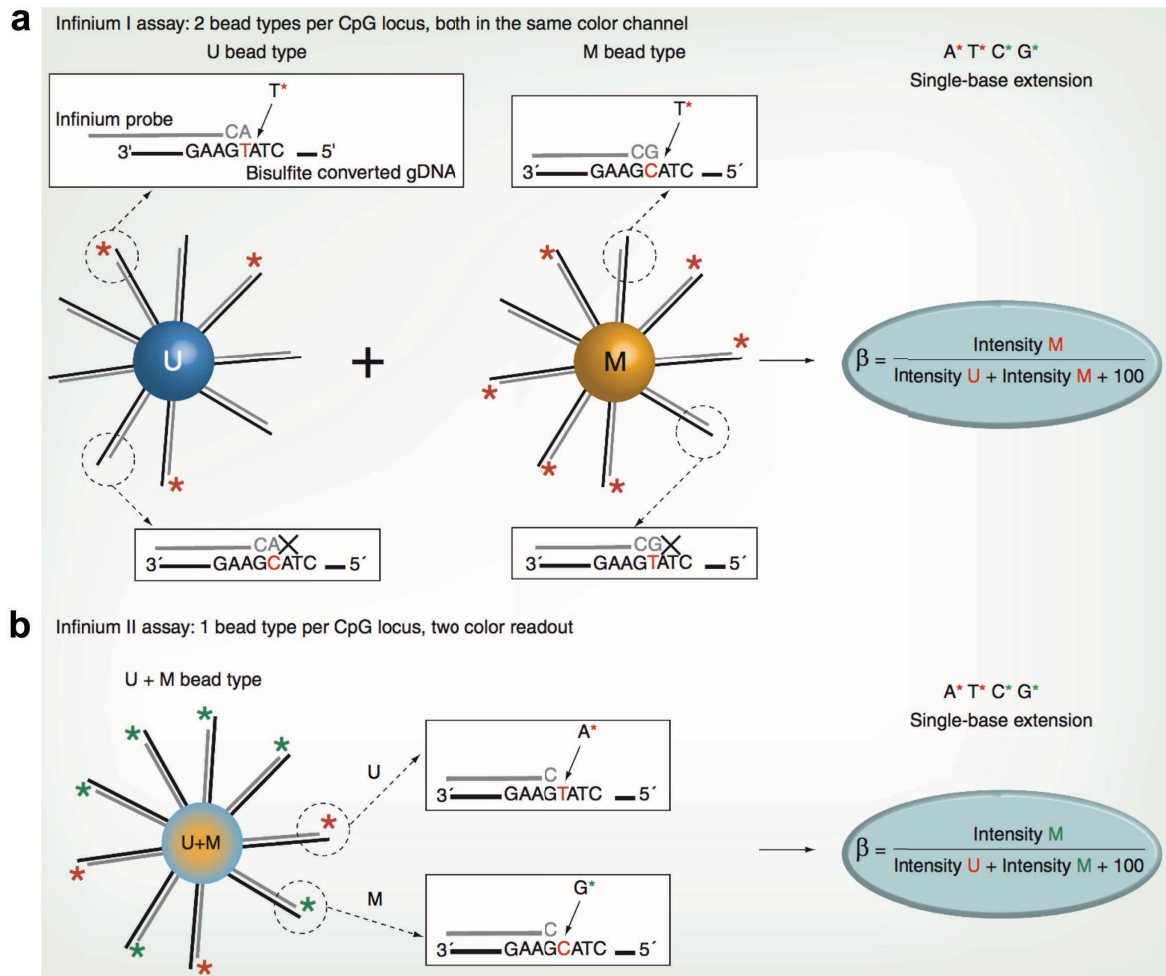 a
Infinium I assay: 2 bead types per CpG locus, both in the same color channel
U bead type
M bead type
A* T* C* G*
Single-base extension
T*
Infinium probe
CA
3' GAAGTATC 5'
Bisulfite converted gDNA
T*
CG
3´ GAAGCATC 5´
U
+
M
β = Intensity M
Intensity U + Intensity M + 100
CA
3´ GAAGCATC 5´
CG
3´ GAAGTATC 5´
b
Infinium II assay: 1 bead type per CpG locus, two color readout
U + M bead type
A* T* C* G*
Single-base extension
U
A*
C
3´ GAAGTATC 5´
U+M
β = Intensity M
Intensity U + Intensity M + 100
M
G*
C
3´ GAAGCATC 5´